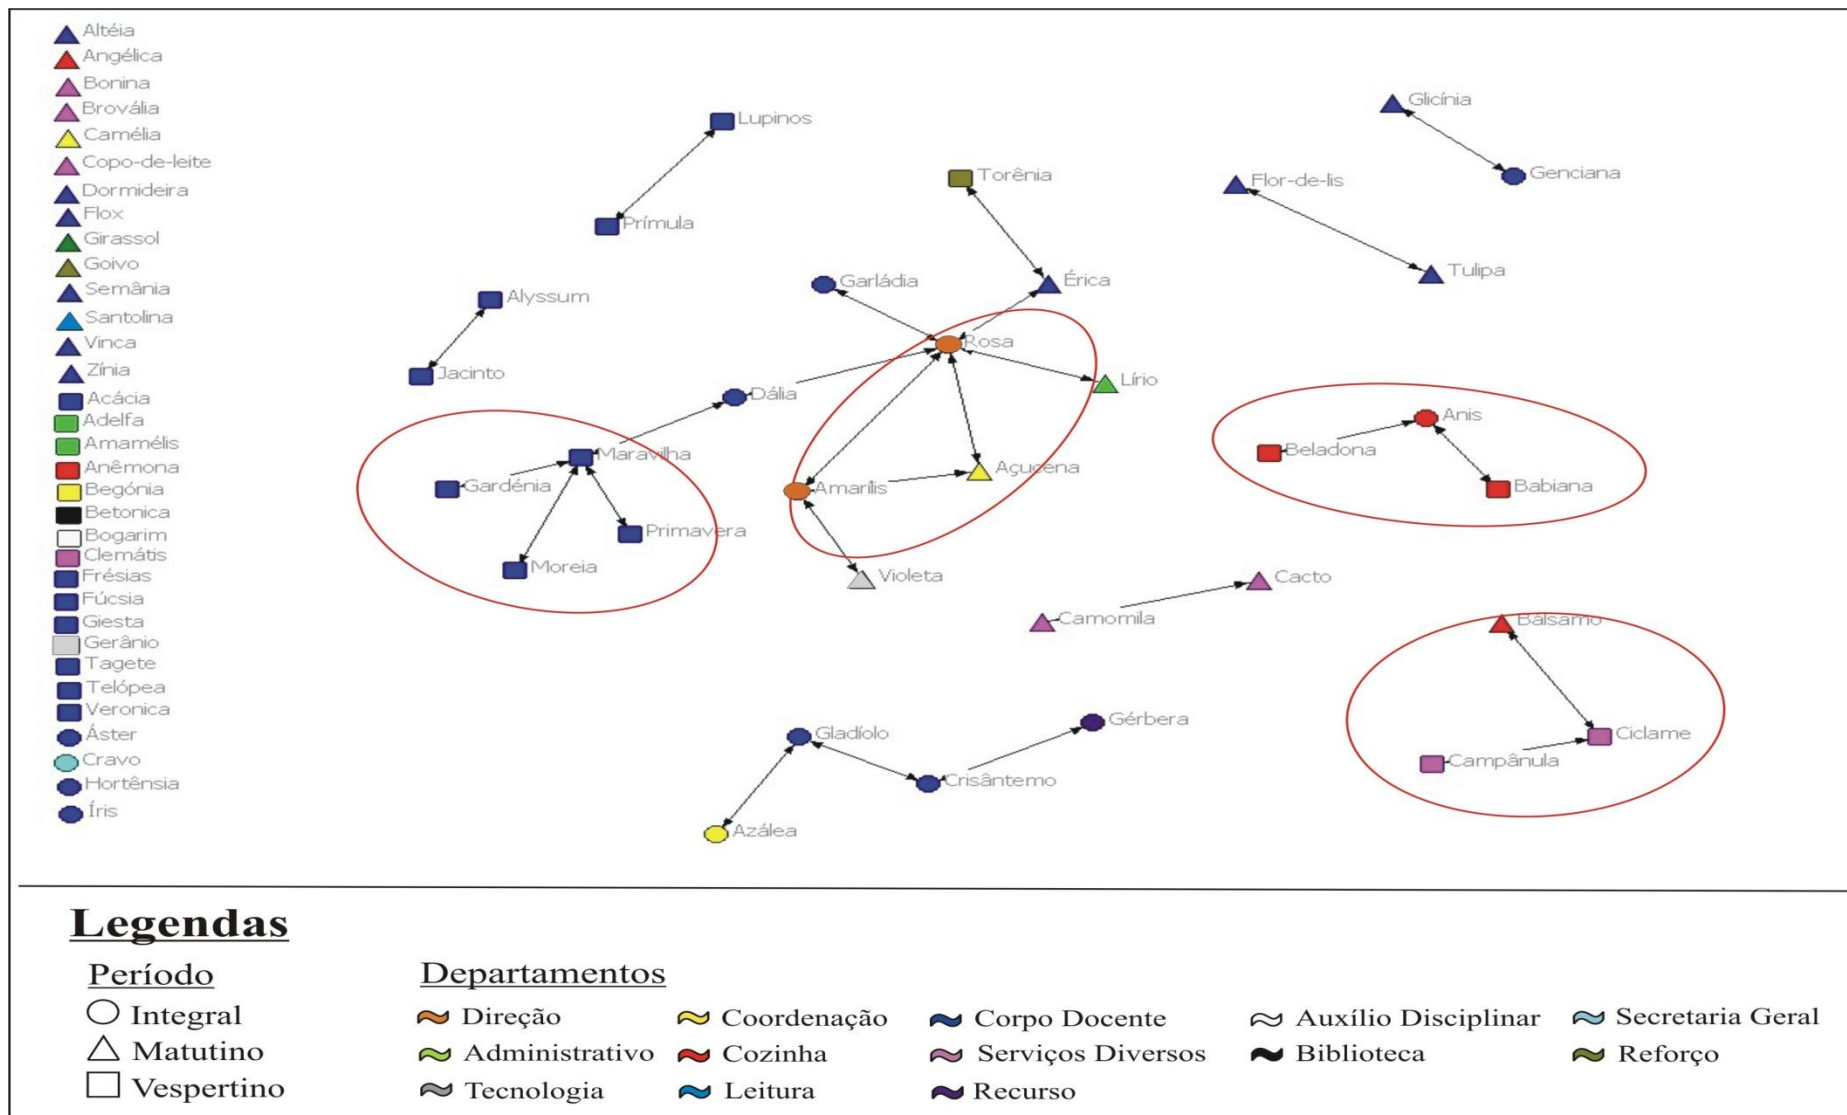 Altéia
Angélica
Bonina
Brovália
Camélia
Copo-de-leite
Dormideira
Flox
Girassol
Goivo
Semânia
Santolina
Vinca
Zínia
Acácia
Adelfa
Amamélis
Anêmona
Begónia
Betonica
Bogarim
Clemátis
Frésias
Fúcsia
Giesta
Gerânio
Tagete
Telópea
Veronica
Áster
Cravo
Hortênsia
Íris
Lupinos
Prímula
Alyssum
Jacinto
Torênia
Garládia
Érica
Rosa
Lírio
Dália
Maravilha
Gardénia
Primavera
Moreia
Amarílis
Açucena
Violeta
Glicínia
Genciana
Flor-de-lis
Tulipa
Anis
Beladona
Babiana
Cacto
Camomila
Bálsamo
Ciclame
Campânula
Gladíolo
Gérbera
Crisântemo
Azálea
Legendas
Período
Integral
Matutino
Vespertino
Departamentos
Direção
Coordenação
Corpo Docente
Auxílio Disciplinar
Secretaria Geral
Administrativo
Cozinha
Serviços Diversos
Biblioteca
Reforço
Tecnologia
Leitura
Recurso